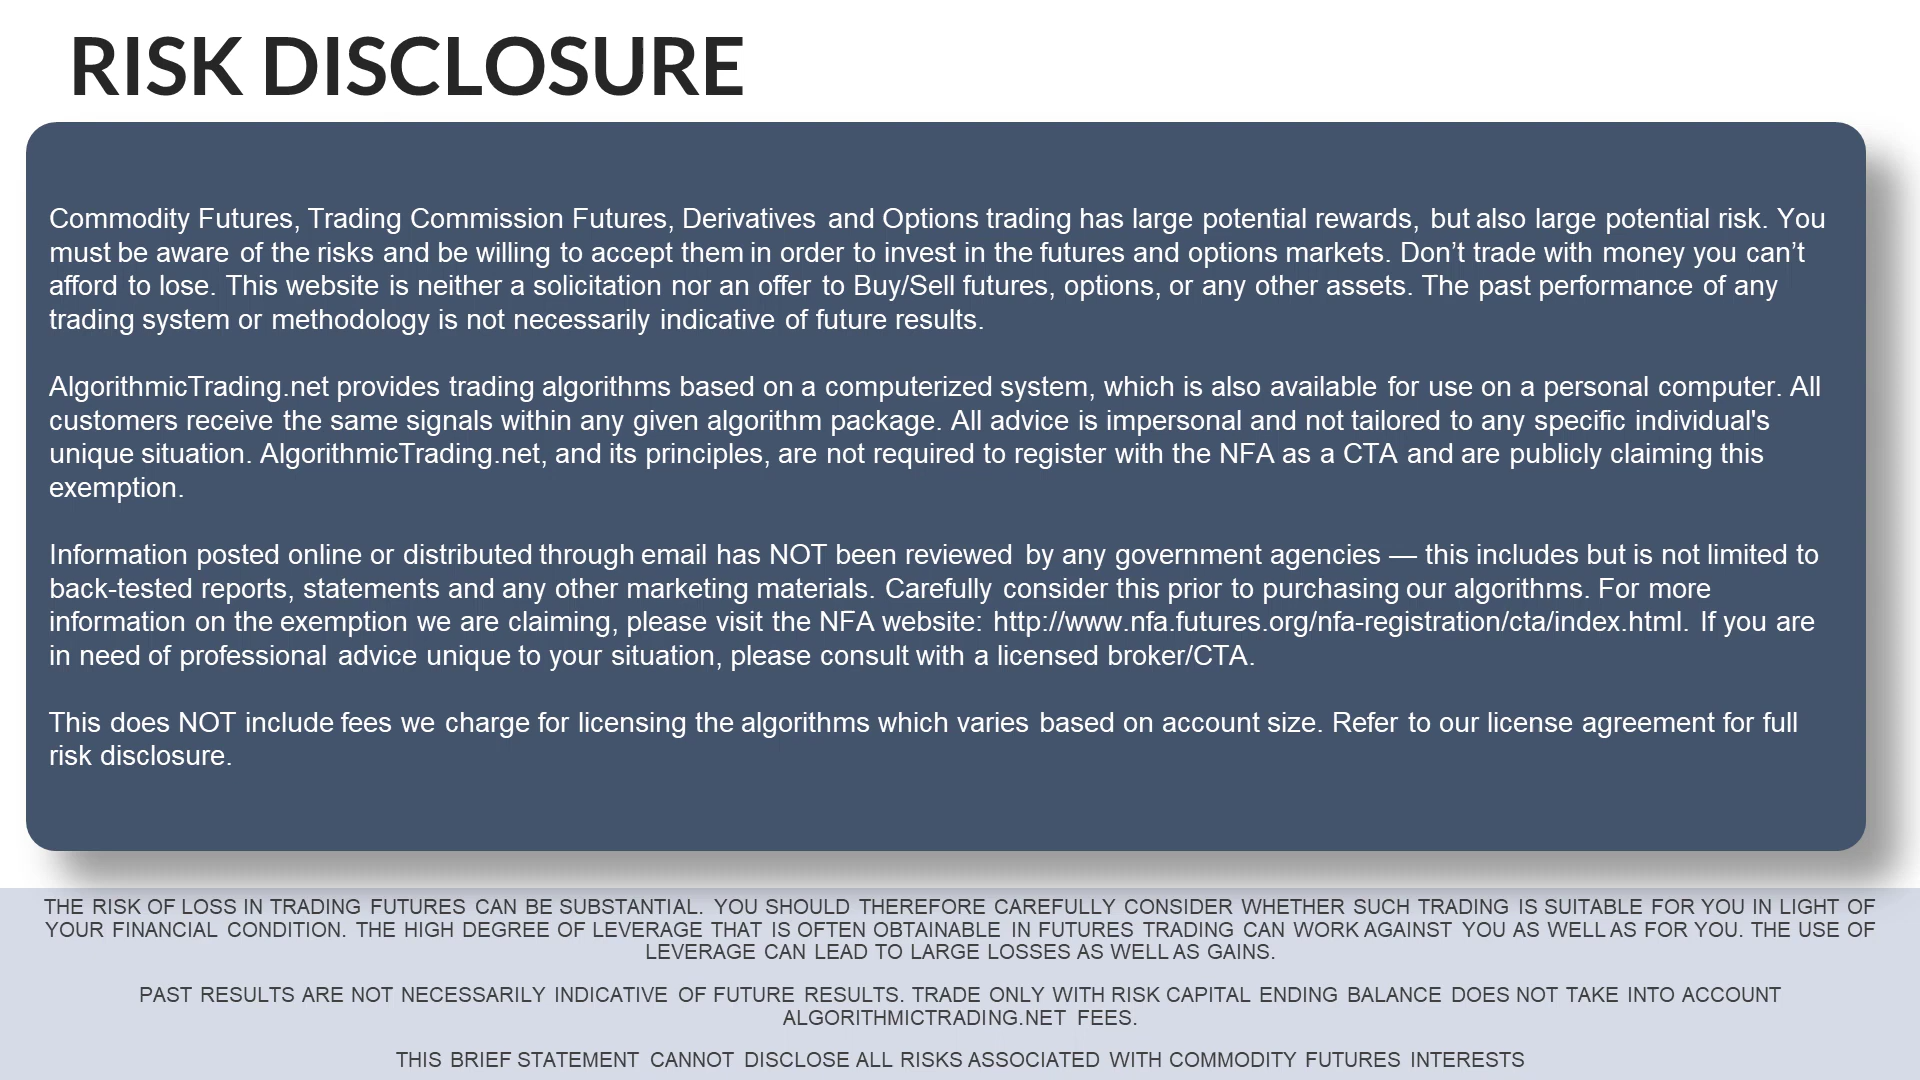 RISK DISCLOSURE
Commodity Futures, Trading Commission Futures, Derivatives and Options trading has large potential rewards, but also large potential risk. You
must be aware of the risks and be willing to accept them in order to invest in the futures and options markets. Don’t trade with money you can’t
afford to lose. This website is neither a solicitation nor an offer to Buy/Sell futures, options, or any other assets. The past performance of any
trading system or methodology is not necessarily indicative of future results.
AlgorithmicTrading.net provides trading algorithms based on a computerized system, which is also available for use on a personal computer. All
customers receive the same signals within any given algorithm package. All advice is impersonal and not tailored to any specific individual's
unique situation. AlgorithmicTrading.net, and its principles, are not required to register with the NFA as a CTA and are publicly claiming this
exemption.
Information posted online or distributed through email has NOT been reviewed by any government agencies — this includes but is not limited to
back-tested reports, statements and any other marketing materials. Carefully consider this prior to purchasing our algorithms. For more
information on the exemption we are claiming, please visit the NFA website: http://www.nfa.futures.org/nfa-registration/cta/index.html. If you are
in need of professional advice unique to your situation, please consult with a licensed broker/CTA.
This does NOT include fees we charge for licensing the algorithms which varies based on account size. Refer to our license agreement for full
risk disclosure.
THE RISK OF LOSS IN TRADING FUTURES CAN BE SUBSTANTIAL. YOU SHOULD THEREFORE CAREFULLY CONSIDER WHETHER SUCH TRADING IS SUITABLE FOR YOU IN LIGHT OF
YOUR FINANCIAL CONDITION. THE HIGH DEGREE OF LEVERAGE THAT IS OFTEN OBTAINABLE IN FUTURES TRADING CAN WORK AGAINST YOU AS WELL AS FOR YOU. THE USE OF
LEVERAGE CAN LEAD TO LARGE LOSSES AS WELL AS GAINS.
PAST RESULTS ARE NOT NECESSARILY INDICATIVE OF FUTURE RESULTS. TRADE ONLY WITH RISK CAPITAL ENDING BALANCE DOES NOT TAKE INTO ACCOUNT
ALGORITHMICTRADING.NET FEES.
THIS BRIEF STATEMENT CANNOT DISCLOSE ALL RISKS ASSOCIATED WITH COMMODITY FUTURES INTERESTS